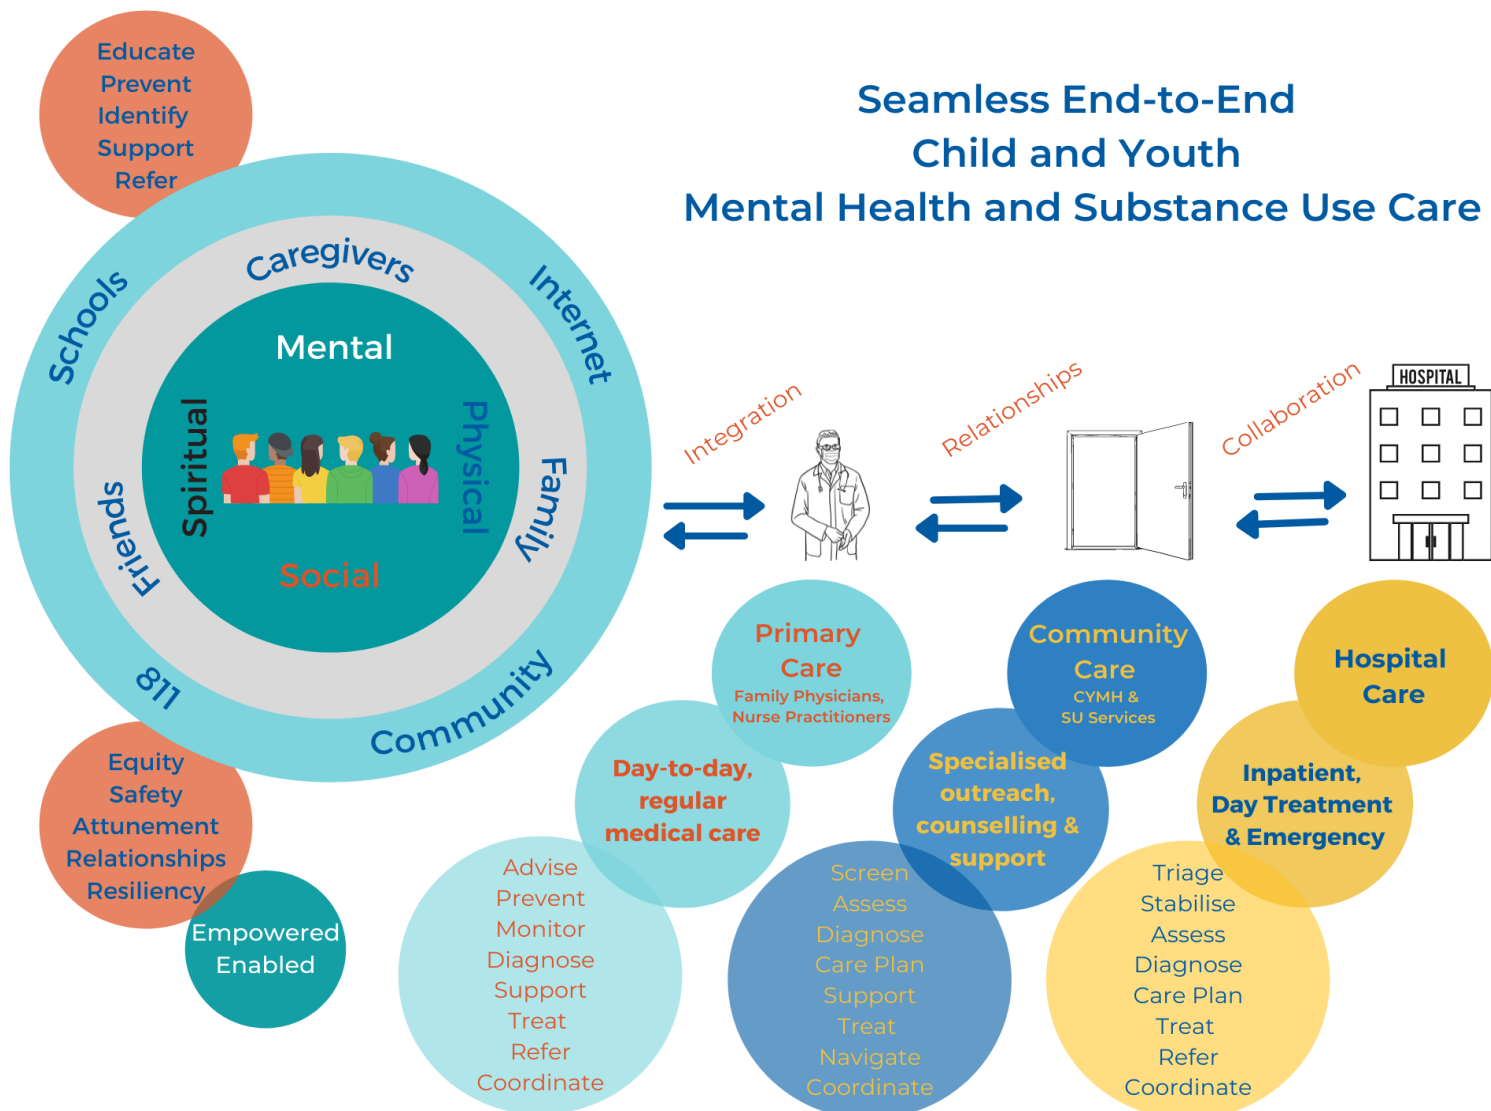 Educate
Prevent
Identify
Support
Refer
Seamless End-to-End
Child and Youth
Mental Health and Substance Use Care
Schools
Internet
811
Community
Caregivers
Friends
Family
Mental
Spiritual
Physical
Social
Integration
Relationships
Collaboration
HOSPITAL
Equity
Safety
Attunement
Relationships
Resiliency
Empowered
Enabled
Primary
Care
Family Physicians,
Nurse Practitioners
Day-to-day,
regular
medical care
Advise
Prevent
Monitor
Diagnose
Support
Treat
Refer
Coordinate
Community
Care
CYMH &
SU Services
Specialised
outreach,
counselling &
support
Screen
Assess
Diagnose
Care Plan
Support
Treat
Navigate
Coordinate
Hospital
Care
Inpatient,
Day Treatment
& Emergency
Triage
Stabilise
Assess
Diagnose
Care Plan
Treat
Refer
Coordinate